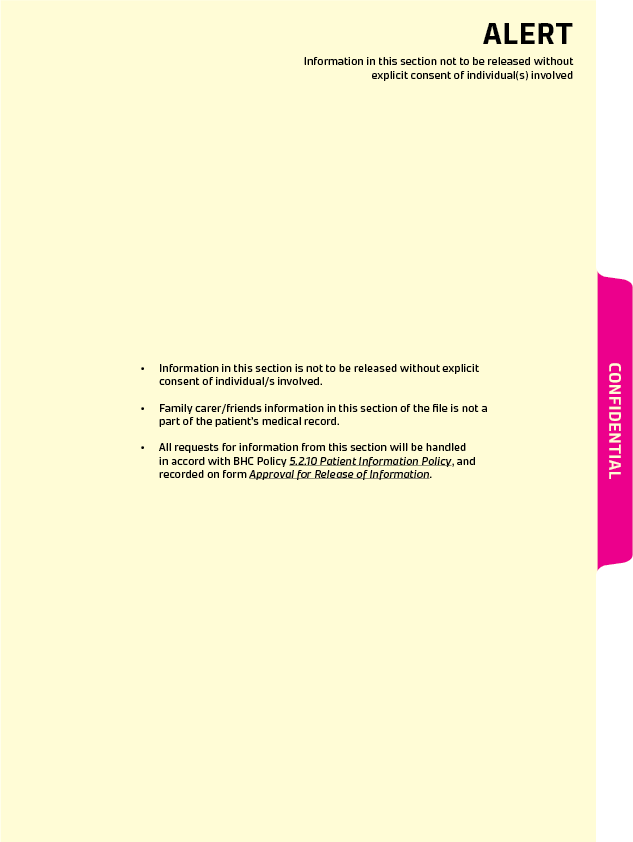 ALERT
Information in this section not to be released without
explicit consent of individual(s) involved
• Information in this section is not to be released without explicit
consent of individual/s involved.
• Family carer/friends information in this section of the file is not a
part of the patient's medical record.
• All requests for information from this section will be handled
in accord with BHC Policy 5.2.10 Patient Information Policy, and
recorded on form Approval for Release of Information.
CONFIDENTIAL